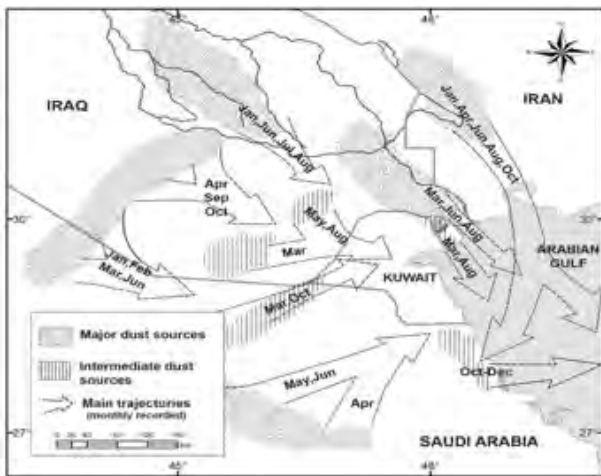 IRAQ
IRAN
Jan,Apr,Jun,Aug,Oct
Jan,Jun,Jul,Aug
Apr
Sep
Oct
May,Aug
Mar,Jun,Aug
Mar,Aug
30°
30°
ARABIAN
GULF
Jan,Feb
Mar,Jun
Mar
KUWAIT
Mar,Oct
Major dust sources
Intermediate dust
sources
Main trajectories
(monthly recorded)
May,Jun
Apr
Oct-Dec
27°
27°
SAUDI ARABIA